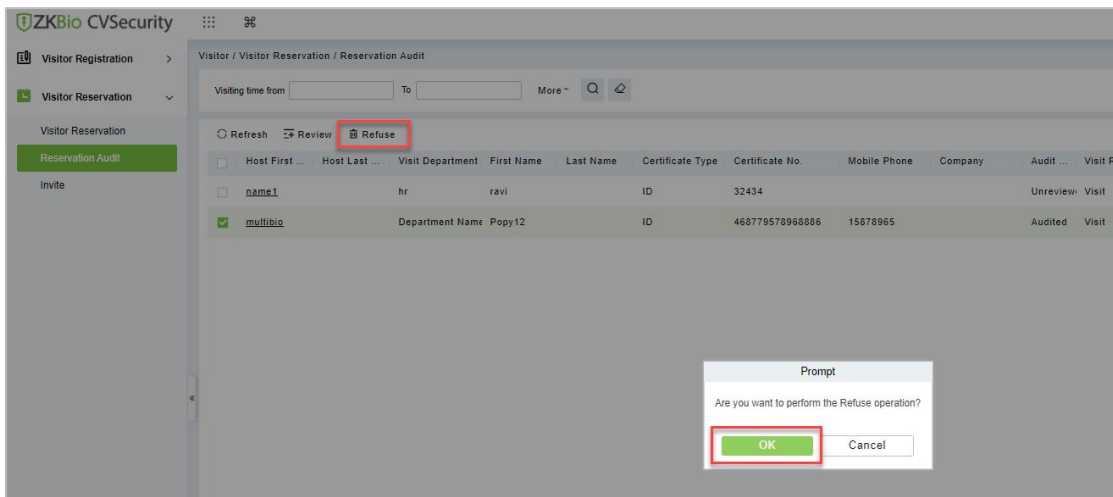 ZKBio CVSecurity
Visitor Registration
Visitor / Visitor Reservation / Reservation Audit
Visitor Reservation
Visiting time from To More
Visitor Reservation
Refresh Review Refuse
Reservation Audit
Host First ... Host Last ... Visit Department First Name Last Name Certificate Type Certificate No. Mobile Phone Company Audit ... Visit
Invite
name1 hr ravi ID 32434 Unreview Visit
multibio Department Name Popy12 ID 468779578968886 15878965 Audited Visit
Prompt
Are you want to perform the Refuse operation?
OK Cancel